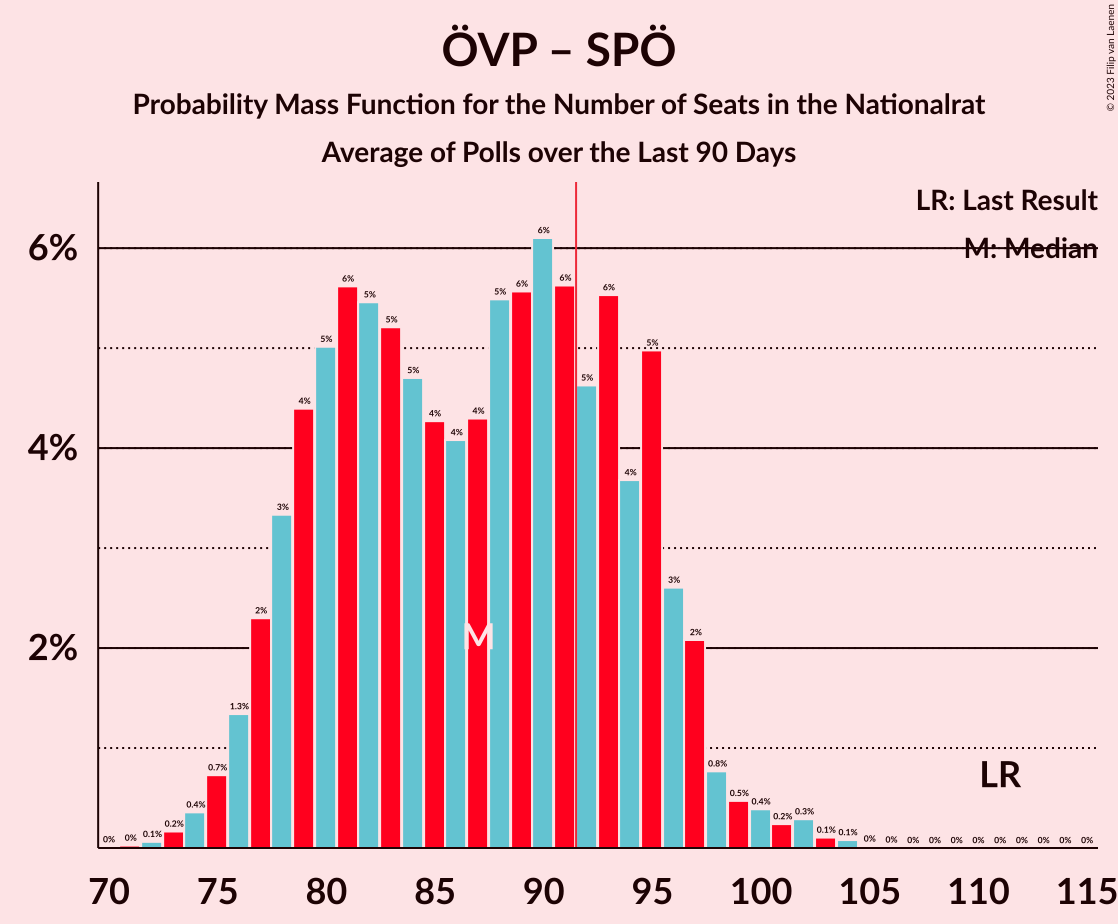 ÖVP – SPÖ
Probability Mass Function for the Number of Seats in the Nationalrat
Average of Polls over the Last 90 Days
© 2023 Filip van Laenen
LR: Last Result
M: Median
6%
4%
2%
0% 0% 0.1% 0.2% 0.4% 0.7% 1.3% 2% 3% 4% 5% 6% 5% 5% 5% 4% 4% 4% 5% 6% 6% 6% 5% 6% 4% 5% 3% 2% 0.8% 0.5% 0.4% 0.2% 0.3% 0.1% 0.1% 0% 0% 0% 0% 0% 0% 0% 0% 0% 0% 0%
M
LR
70 75 80 85 90 95 100 105 110 115